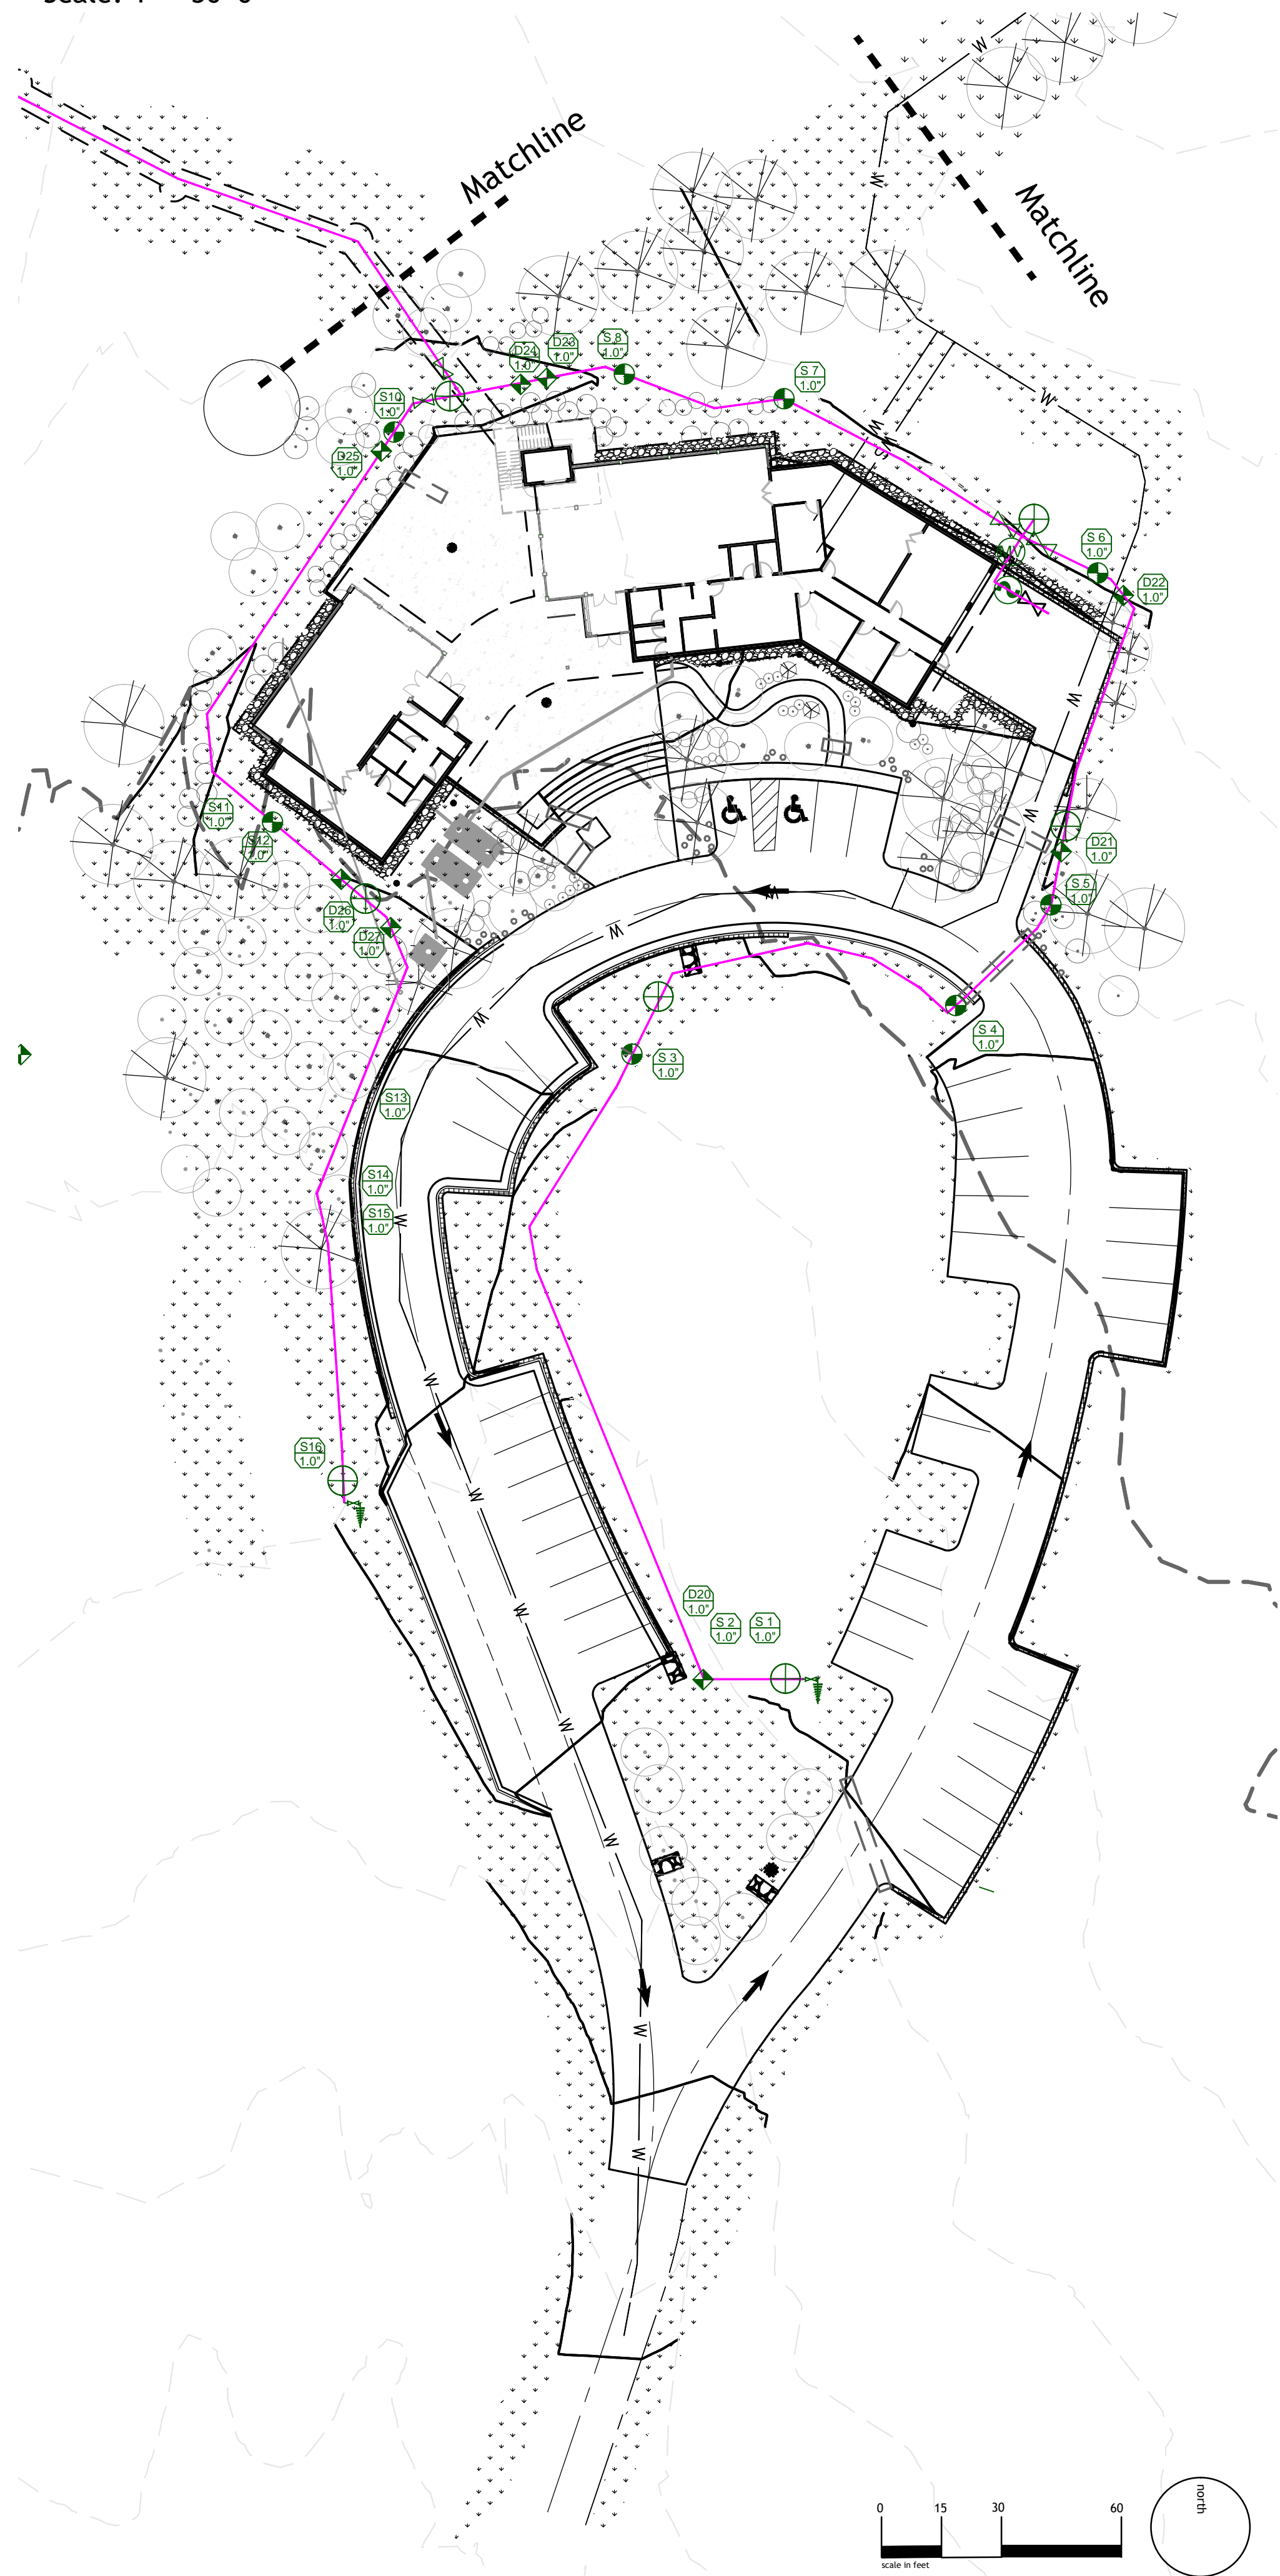 Matchline
Matchline
W
W
D24
1.0"
D23
1.0"
S 8
1.0"
S 7
1.0"
W
S10
1.0"
D25
1.0"
W
W
MV
S 6
1.0"
D22
1.0"
W
S11
1.0"
S12
1.0"
W
D21
1.0"
S 5
1.0"
W
W
D26
1.0"
D27
1.0"
W
S 4
1.0"
S 3
1.0"
S13
1.0"
S14
1.0"
S15
1.0"
W
W
S16
1.0"
W
D20
1.0"
S 2
1.0"
S 1
1.0"
W
W
W
W
W
0 15 30 60
scale in feet
north